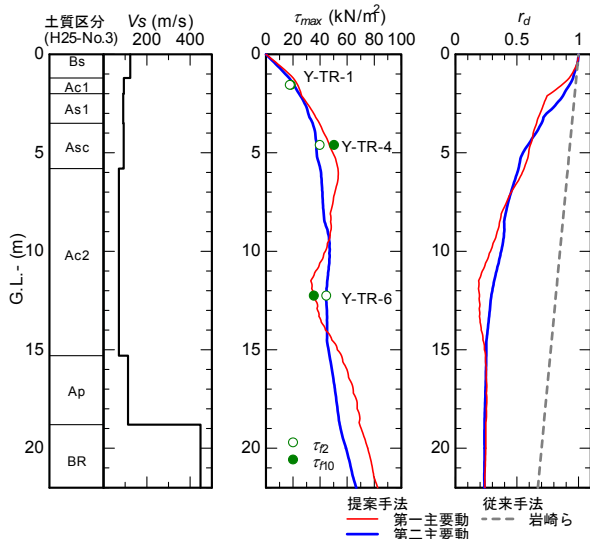 土質区分
(H25-No.3)
Vs (m/s)
200 400
τmax (kN/m²)
0 20 40 60 80 100
rd
0 0.5 1
G.L.- (m)
0
5
10
15
20
Bs
Ac1
As1
Asc
Ac2
Ap
BR
Y-TR-1
Y-TR-4
Y-TR-6
τf2
τf10
提案手法 従来手法
第一主要動 岩崎ら
第二主要動